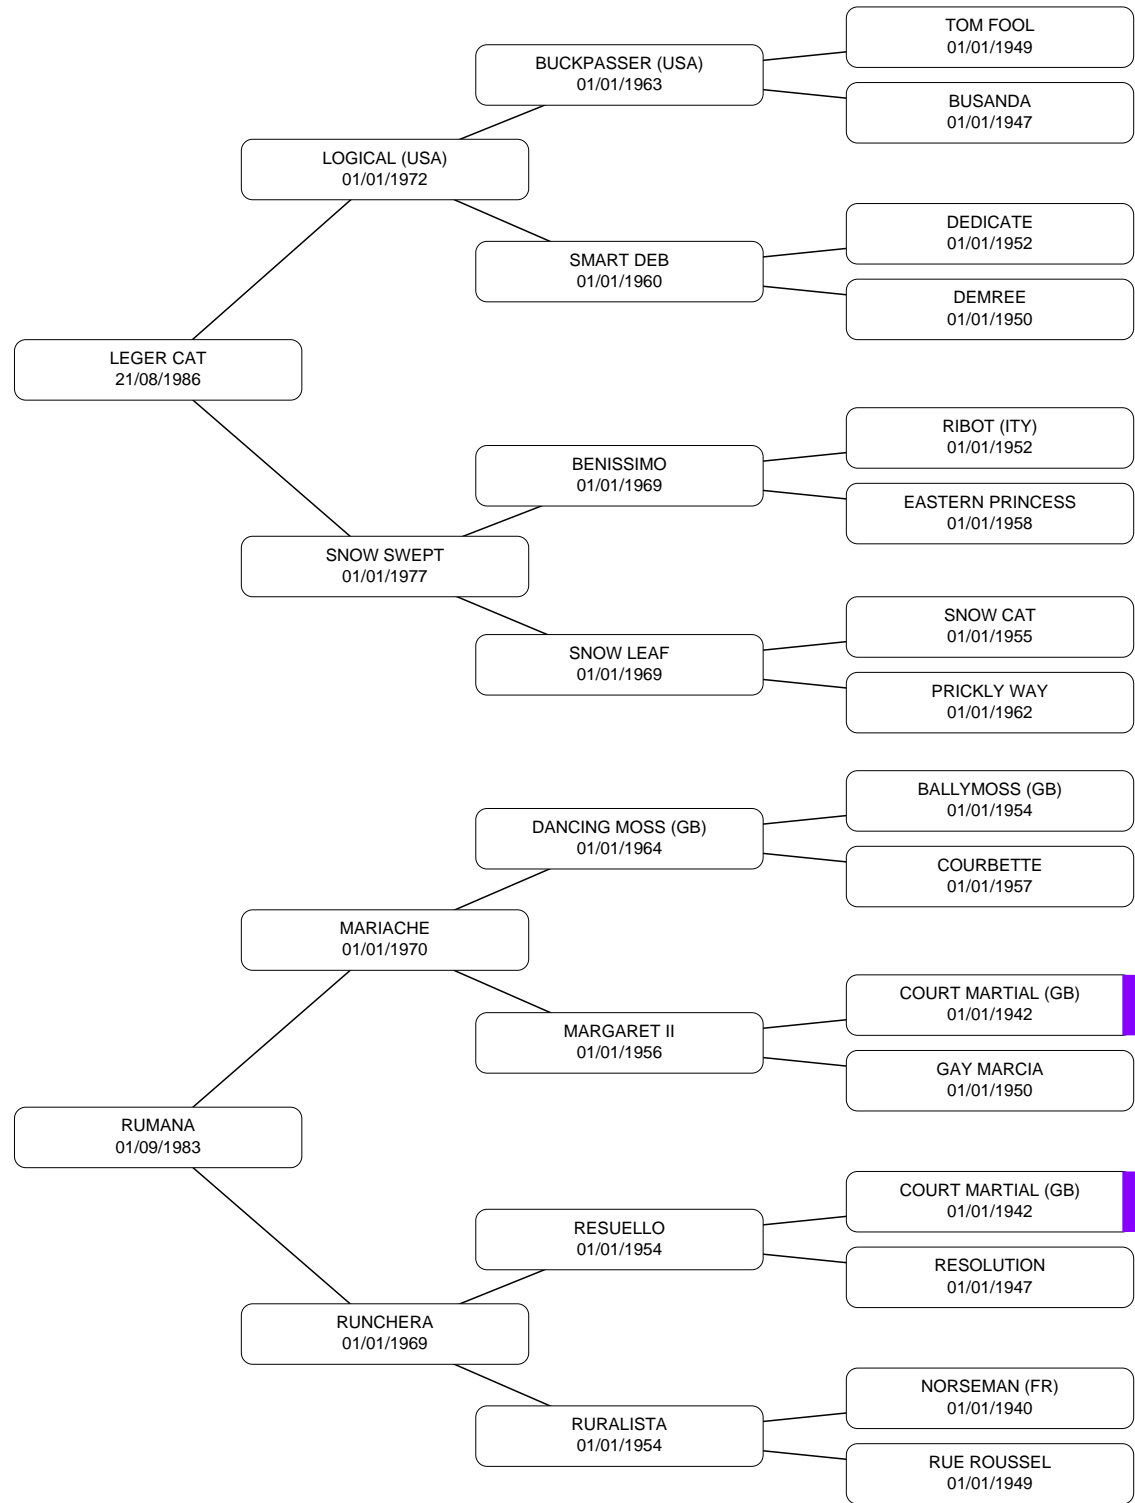 TOM FOOL
01/01/1949
BUCKPASSER (USA)
01/01/1963
BUSANDA
01/01/1947
LOGICAL (USA)
01/01/1972
DEDICATE
01/01/1952
SMART DEB
01/01/1960
DEMREE
01/01/1950
LEGER CAT
21/08/1986
RIBOT (ITY)
01/01/1952
BENISSIMO
01/01/1969
EASTERN PRINCESS
01/01/1958
SNOW SWEPT
01/01/1977
SNOW CAT
01/01/1955
SNOW LEAF
01/01/1969
PRICKLY WAY
01/01/1962
BALLYMOSS (GB)
01/01/1954
DANCING MOSS (GB)
01/01/1964
COURBETTE
01/01/1957
MARIACHE
01/01/1970
COURT MARTIAL (GB)
01/01/1942
MARGARET II
01/01/1956
GAY MARCIA
01/01/1950
RUMANA
01/09/1983
COURT MARTIAL (GB)
01/01/1942
RESUELLO
01/01/1954
RESOLUTION
01/01/1947
RUNCHERA
01/01/1969
NORSEMAN (FR)
01/01/1940
RURALISTA
01/01/1954
RUE ROUSSEL
01/01/1949